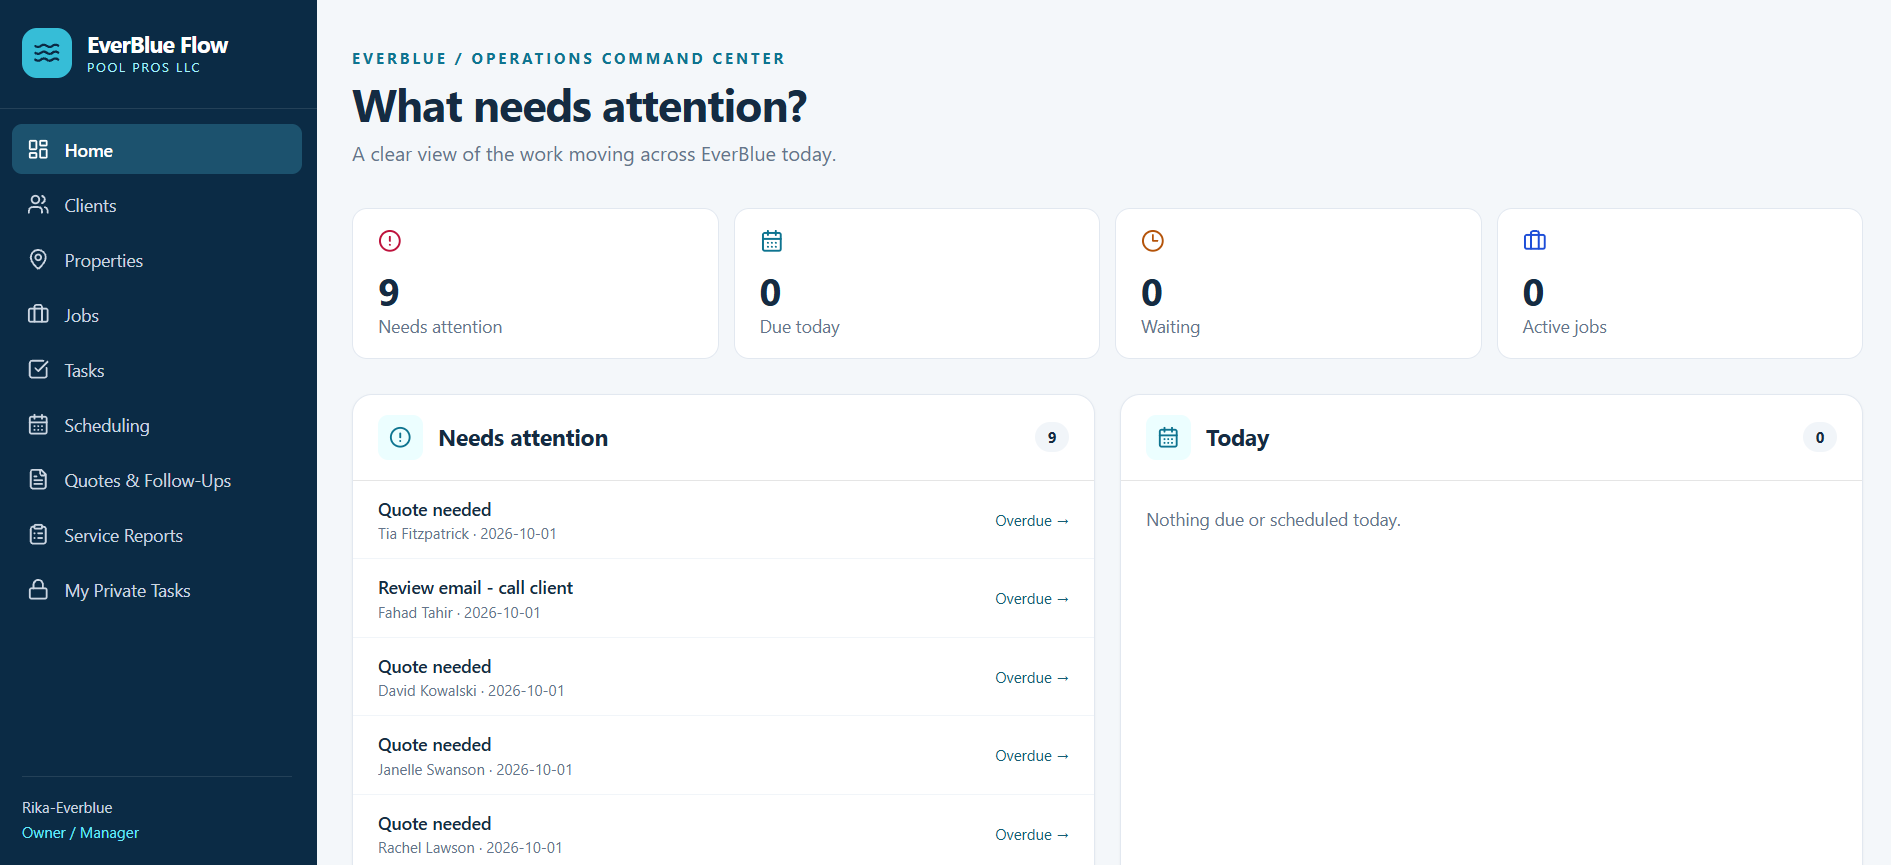 EverBlue Flow
POOL PROS LLC
Home
Clients
Properties
Jobs
Tasks
Scheduling
Quotes & Follow-Ups
Service Reports
My Private Tasks
Rika-Everblue
Owner / Manager
EVERBLUE / OPERATIONS COMMAND CENTER
What needs attention?
A clear view of the work moving across EverBlue today.
9
Needs attention
0
Due today
0
Waiting
0
Active jobs
Needs attention
9
Quote needed
Tia Fitzpatrick · 2026-10-01
Overdue →
Review email - call client
Fahad Tahir · 2026-10-01
Overdue →
Quote needed
David Kowalski · 2026-10-01
Overdue →
Quote needed
Janelle Swanson · 2026-10-01
Overdue →
Quote needed
Rachel Lawson · 2026-10-01
Overdue →
Today
0
Nothing due or scheduled today.